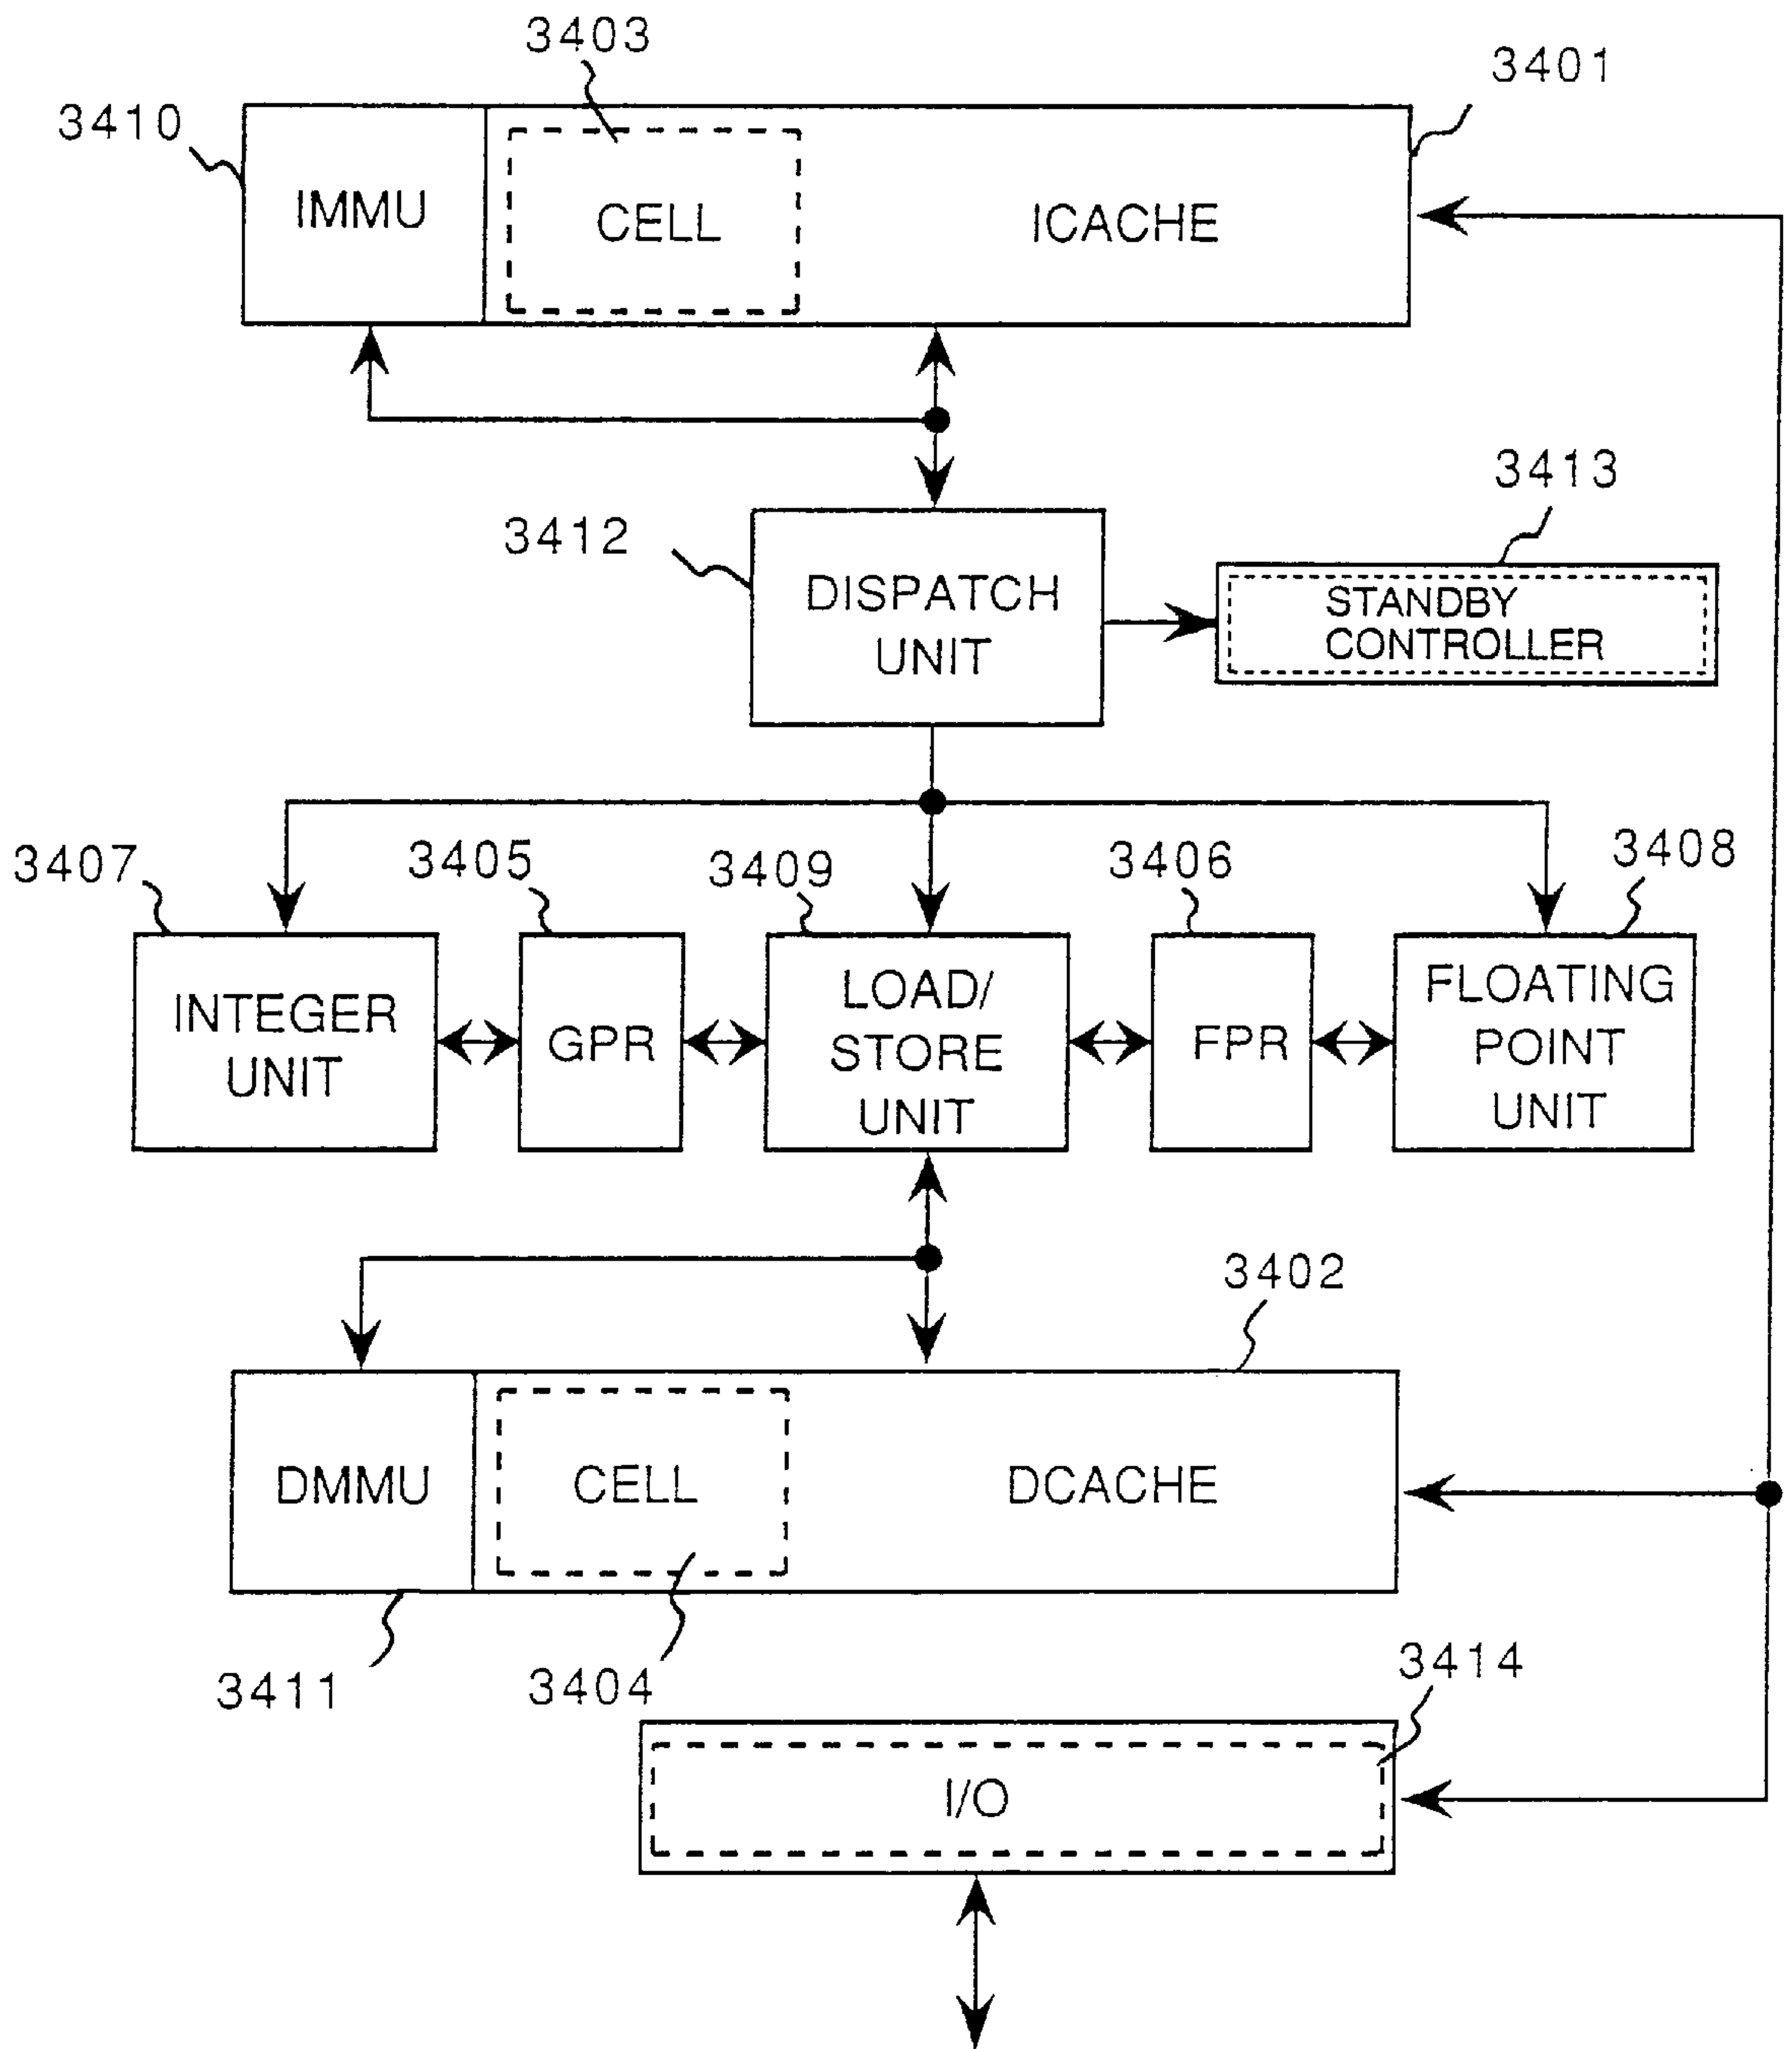 3403
3401
3410
IMMU
CELL
ICACHE
3413
3412
DISPATCH
UNIT
STANDBY
CONTROLLER
3407
3405
3409
3406
3408
INTEGER
UNIT
GPR
LOAD/
STORE
UNIT
FPR
FLOATING
POINT
UNIT
3402
DMMU
CELL
DCACHE
3411
3404
3414
I/O